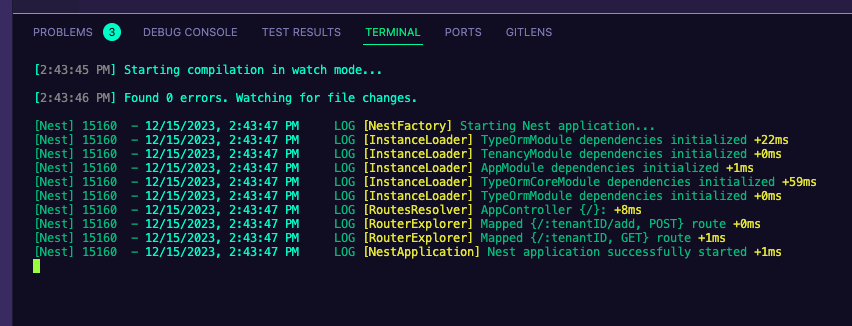 PROBLEMS 3 DEBUG CONSOLE TEST RESULTS TERMINAL PORTS GITLENS
[2:43:45 PM] Starting compilation in watch mode...
[2:43:46 PM] Found 0 errors. Watching for file changes.
[Nest] 15160  - 12/15/2023, 2:43:47 PM     LOG [NestFactory] Starting Nest application...
[Nest] 15160  - 12/15/2023, 2:43:47 PM     LOG [InstanceLoader] TypeOrmModule dependencies initialized +22ms
[Nest] 15160  - 12/15/2023, 2:43:47 PM     LOG [InstanceLoader] TenancyModule dependencies initialized +0ms
[Nest] 15160  - 12/15/2023, 2:43:47 PM     LOG [InstanceLoader] AppModule dependencies initialized +1ms
[Nest] 15160  - 12/15/2023, 2:43:47 PM     LOG [InstanceLoader] TypeOrmCoreModule dependencies initialized +59ms
[Nest] 15160  - 12/15/2023, 2:43:47 PM     LOG [InstanceLoader] TypeOrmModule dependencies initialized +0ms
[Nest] 15160  - 12/15/2023, 2:43:47 PM     LOG [RoutesResolver] AppController {/}: +8ms
[Nest] 15160  - 12/15/2023, 2:43:47 PM     LOG [RouterExplorer] Mapped {/:tenantID/add, POST} route +0ms
[Nest] 15160  - 12/15/2023, 2:43:47 PM     LOG [RouterExplorer] Mapped {/:tenantID, GET} route +1ms
[Nest] 15160  - 12/15/2023, 2:43:47 PM     LOG [NestApplication] Nest application successfully started +1ms